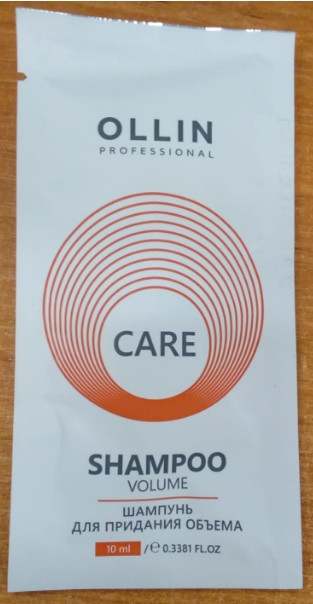 OLLIN
PROFESSIONAL
CARE
SHAMPOO
VOLUME
ШАМПУНЬ
ДЛЯ ПРИДАНИЯ ОБЪЕМА
10 ml / ℮ 0.3381 FL.OZ